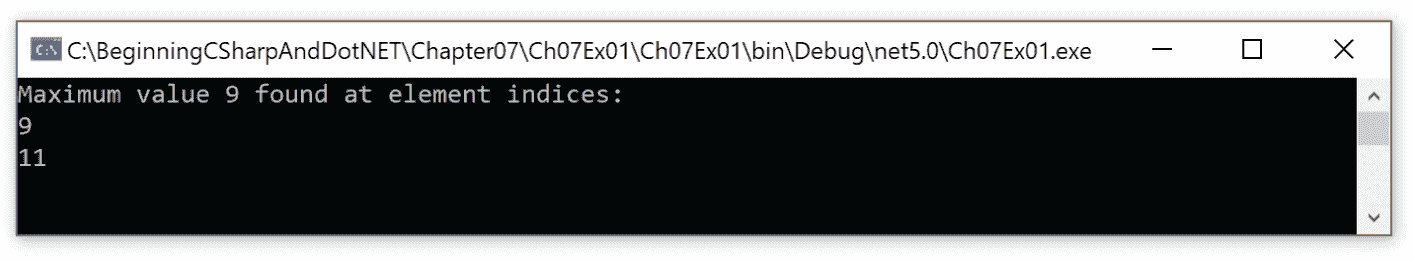 C:\BeginningCSharpAndDotNET\Chapter07\Ch07Ex01\Ch07Ex01\bin\Debug\net5.0\Ch07Ex01.exe
Maximum value 9 found at element indices:
9
11